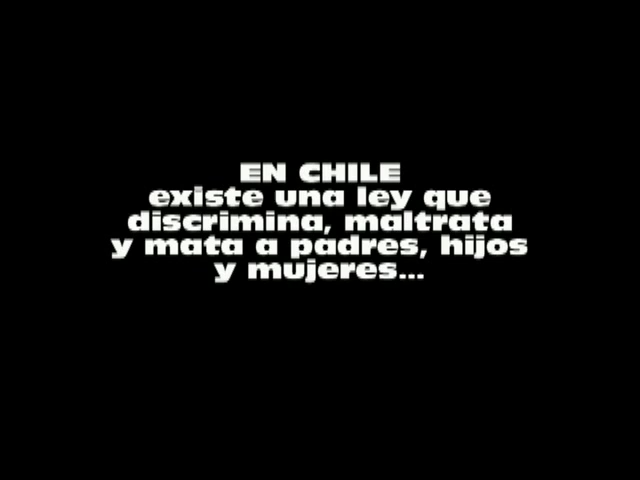 EN CHILE
existe una ley que
discrimina, maltrata
y mata a padres, hijos
y mujeres...